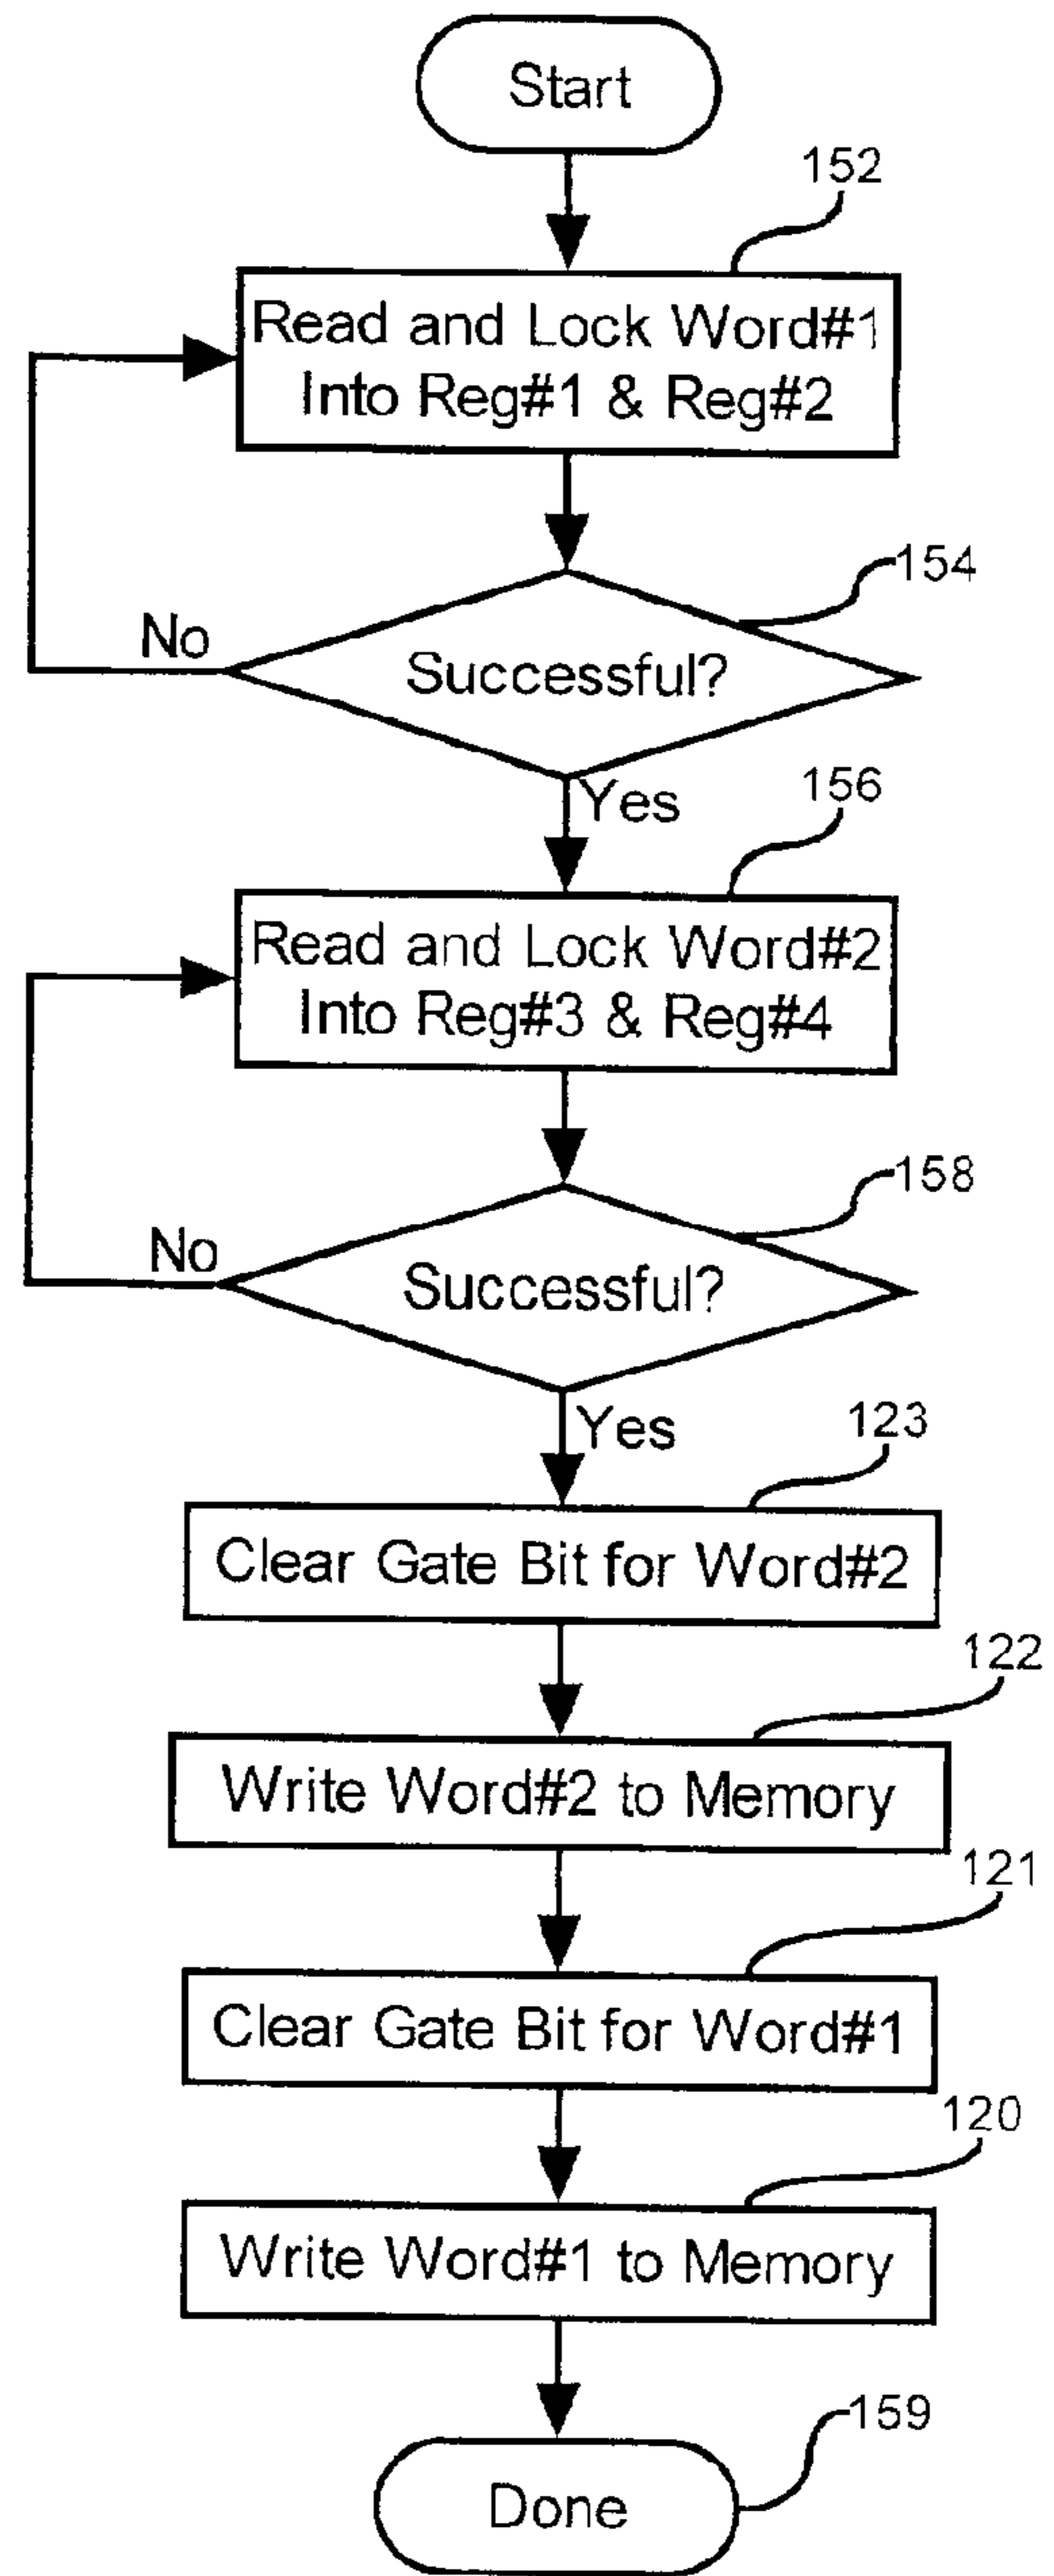 Start
152
Read and Lock Word#1
Into Reg#1 & Reg#2
154
No
Successful?
Yes
156
Read and Lock Word#2
Into Reg#3 & Reg#4
158
No
Successful?
Yes
123
Clear Gate Bit for Word#2
122
Write Word#2 to Memory
121
Clear Gate Bit for Word#1
120
Write Word#1 to Memory
159
Done